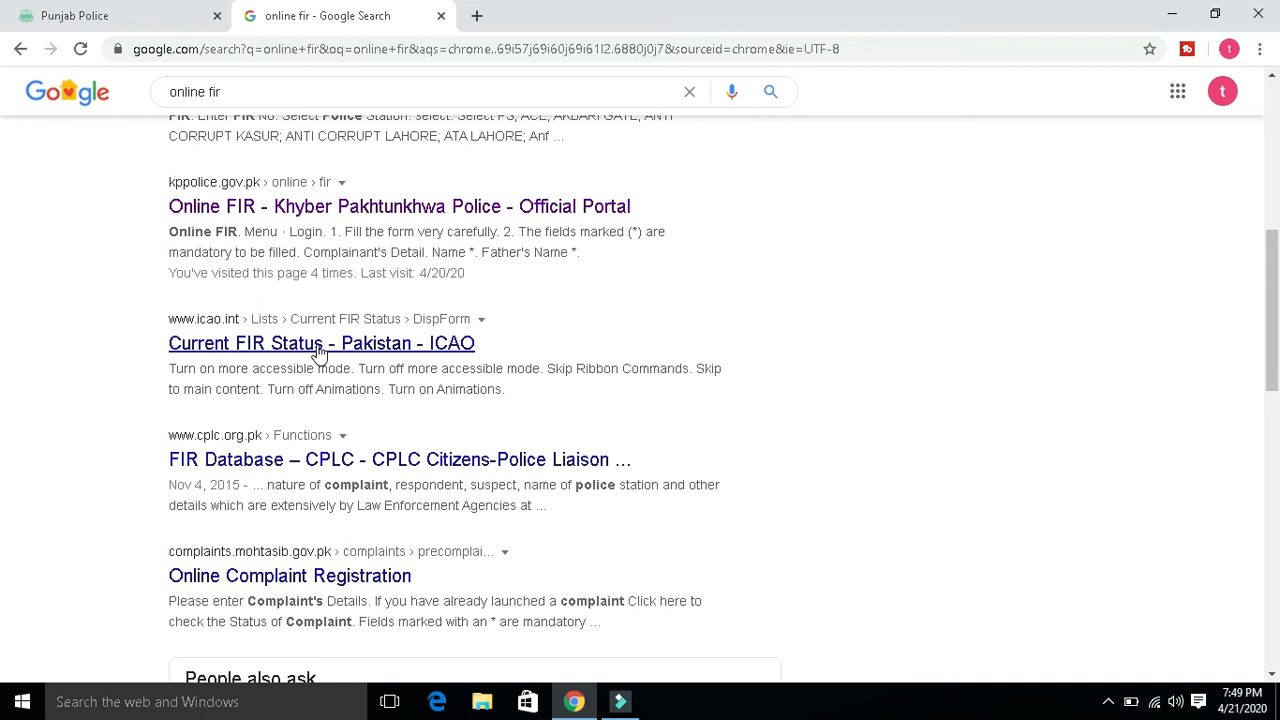 Punjab Police
online fir - Google Search
google.com/search?q=online+fir&oq=online+fir&aqs=chrome..69i57j69i60j69i61l2.6880j0j7&sourceid=chrome&ie=UTF-8
t
Google
online fir
t
FIR. Enter FIR No. Select Police Station. select. Select PS, ACE, AKBARI GATE, ANTI
CORRUPT KASUR; ANTI CORRUPT LAHORE; ATA LAHORE; Anf ...
kppolice.gov.pk › online › fir
Online FIR - Khyber Pakhtunkhwa Police - Official Portal
Online FIR. Menu · Login. 1. Fill the form very carefully. 2. The fields marked (*) are
mandatory to be filled. Complainant's Detail. Name *. Father's Name *.
You've visited this page 4 times. Last visit: 4/20/20
www.icao.int › Lists › Current FIR Status › DispForm
Current FIR Status - Pakistan - ICAO
Turn on more accessible mode. Turn off more accessible mode. Skip Ribbon Commands. Skip
to main content. Turn off Animations. Turn on Animations.
www.cplc.org.pk › Functions
FIR Database – CPLC - CPLC Citizens-Police Liaison ...
Nov 4, 2015 - ... nature of complaint, respondent, suspect, name of police station and other
details which are extensively by Law Enforcement Agencies at ...
complaints.mohtasib.gov.pk › complaints › precomplai...
Online Complaint Registration
Please enter Complaint's Details. If you have already launched a complaint Click here to
check the Status of Complaint. Fields marked with an * are mandatory ...
People also ask
Search the web and Windows
7:49 PM
4/21/2020